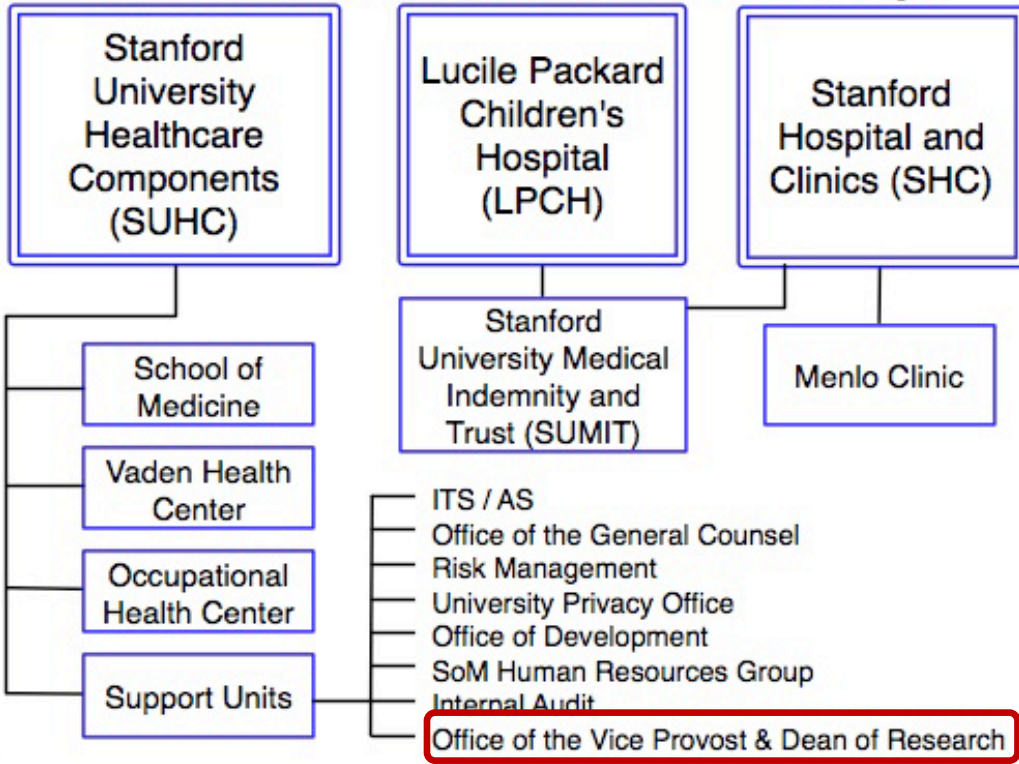 Stanford
University
Healthcare
Components
(SUHC)
Lucile Packard
Children's
Hospital
(LPCH)
Stanford
Hospital and
Clinics (SHC)
Stanford
University Medical
Indemnity and
Trust (SUMIT)
Menlo Clinic
School of
Medicine
Vaden Health
Center
Occupational
Health Center
Support Units
ITS / AS
Office of the General Counsel
Risk Management
University Privacy Office
Office of Development
SoM Human Resources Group
Internal Audit
Office of the Vice Provost & Dean of Research